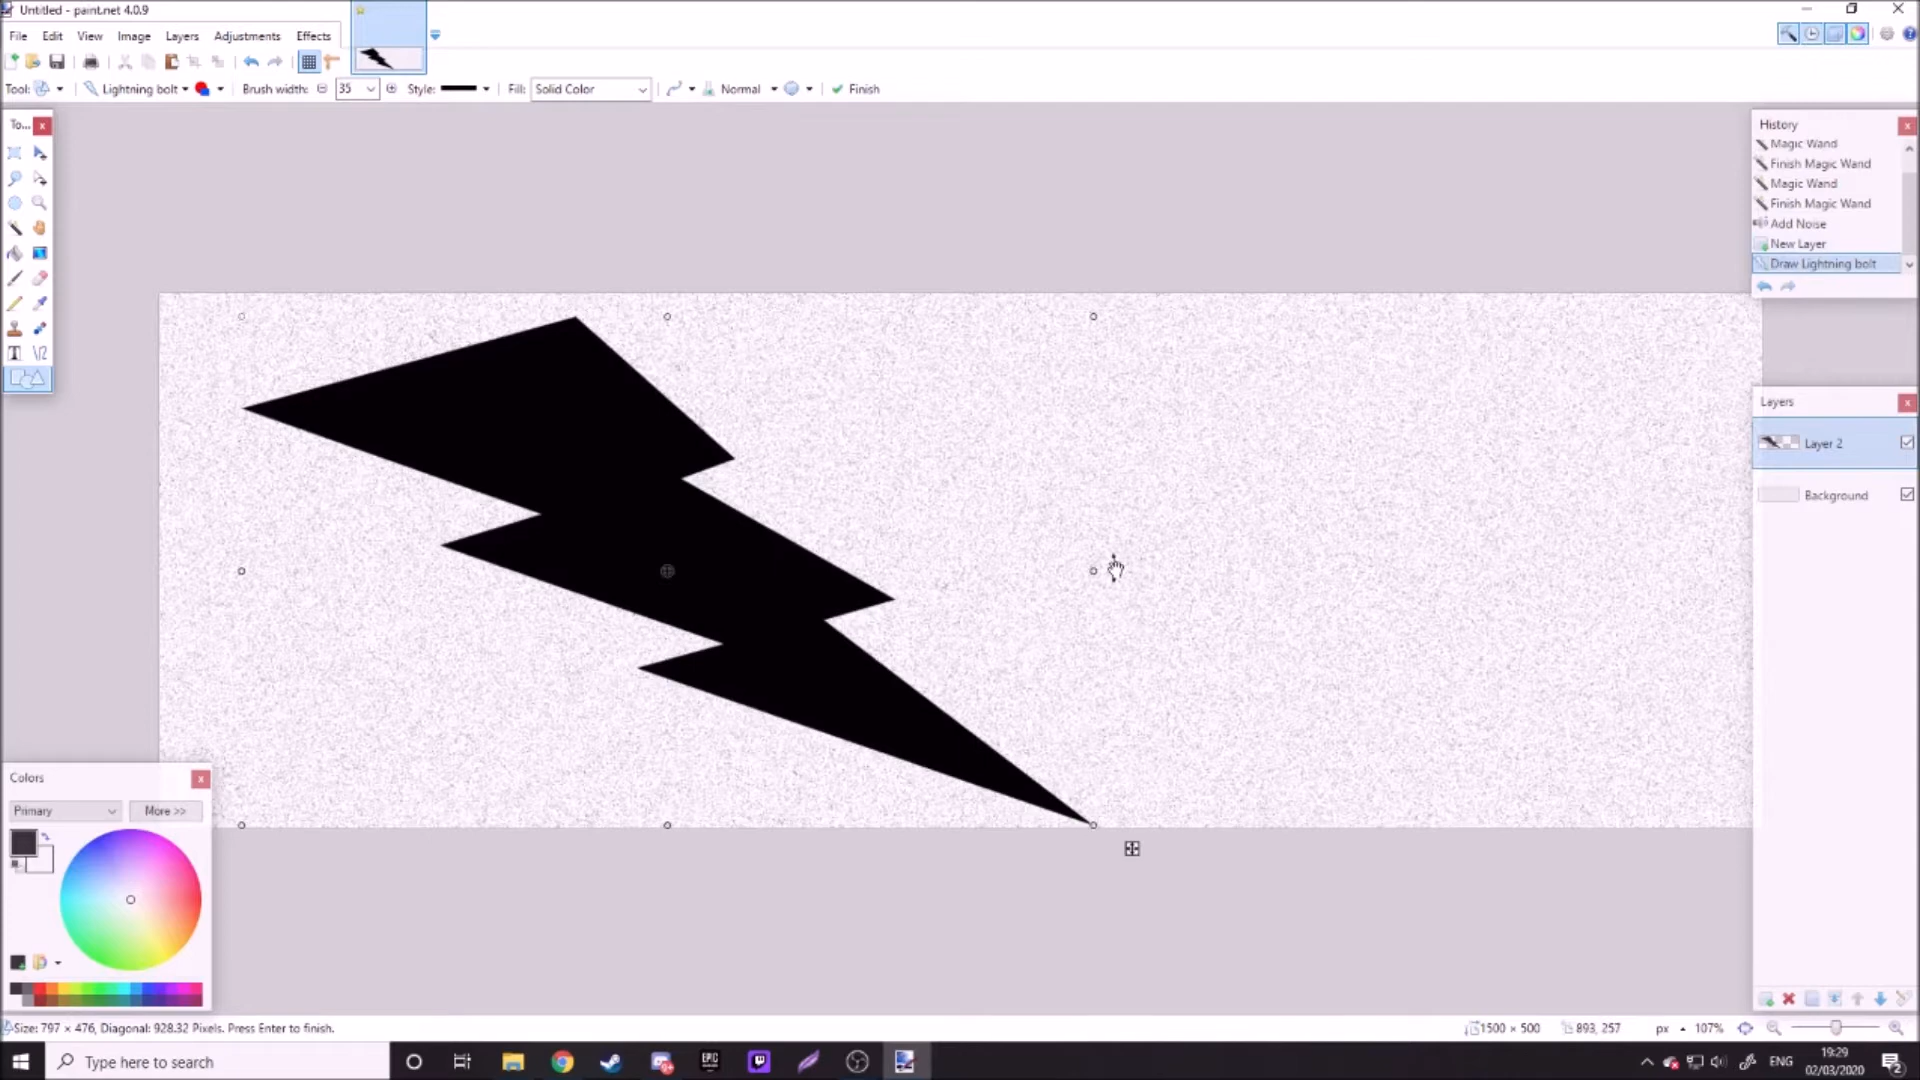 Untitled - paint.net 4.0.9
File Edit View Image Layers Adjustments Effects
Tool: Lightning bolt Brush width: 35 Style: Fill: Solid Color Normal Finish
To...
History
Magic Wand
Finish Magic Wand
Magic Wand
Finish Magic Wand
Add Noise
New Layer
Draw Lightning bolt
Layers
Layer 2
Background
Colors
Primary More >>
Size: 797 × 476, Diagonal: 928.32 Pixels. Press Enter to finish. 1500 × 500 893, 257 px 107%
Type here to search EPIC ENG 19:29
02/03/2020 2